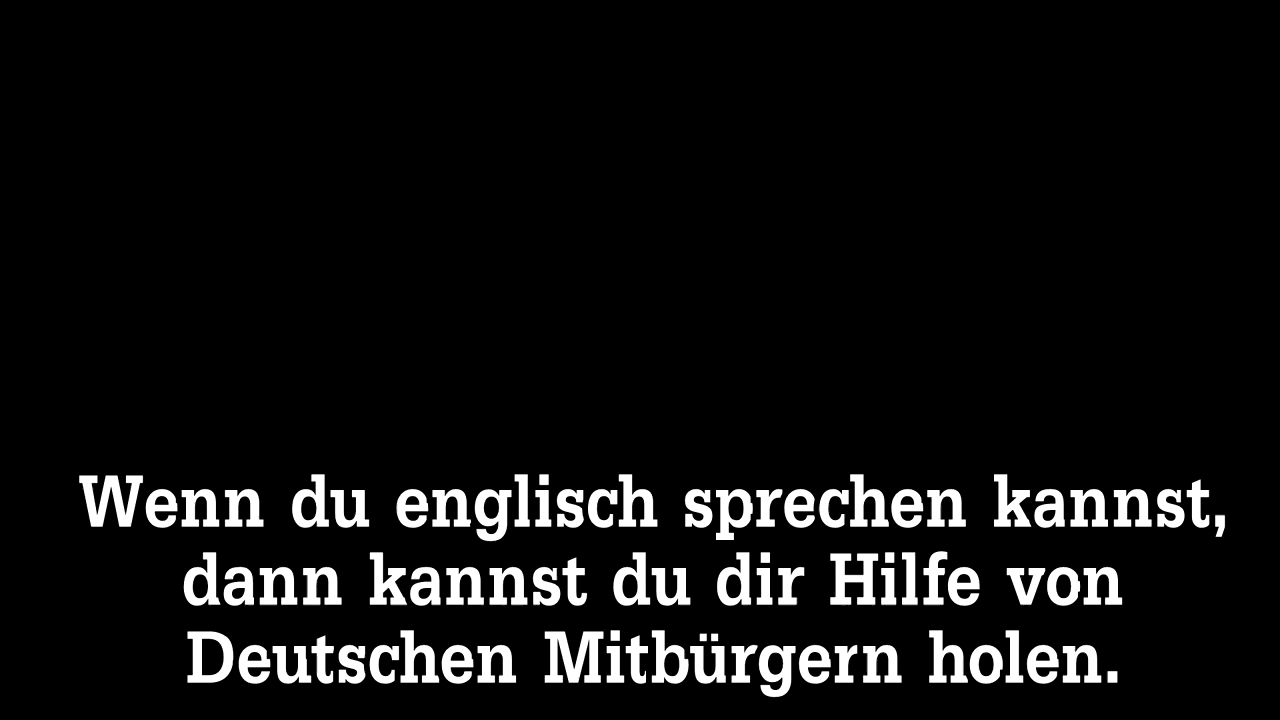 Wenn du englisch sprechen kannst,
dann kannst du dir Hilfe von
Deutschen Mitbürgern holen.